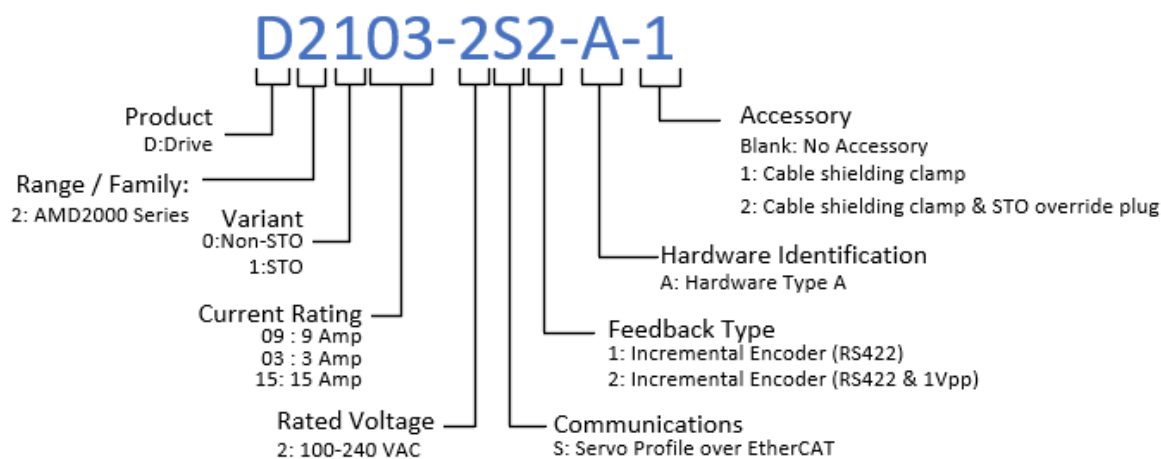 D2103-2S2-A-1
Product
D:Drive
Range / Family:
2: AMD2000 Series
Variant
0:Non-STO
1:STO
Current Rating
09 : 9 Amp
03 : 3 Amp
15: 15 Amp
Rated Voltage
2: 100-240 VAC
Communications
S: Servo Profile over EtherCAT
Feedback Type
1: Incremental Encoder (RS422)
2: Incremental Encoder (RS422 & 1Vpp)
Hardware Identification
A: Hardware Type A
Accessory
Blank: No Accessory
1: Cable shielding clamp
2: Cable shielding clamp & STO override plug